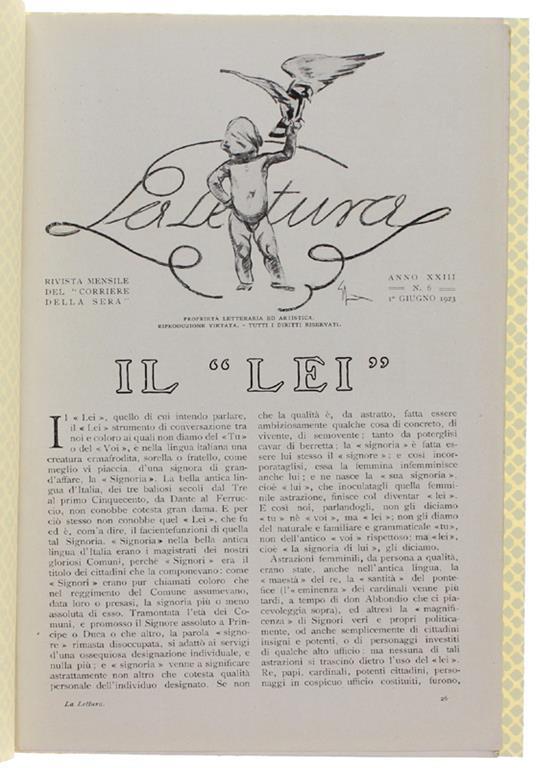 La Lettura
RIVISTA MENSILE
DEL "CORRIERE
DELLA SERA"
ANNO XXIII
N. 6
1° GIUGNO 1923
PROPRIETÀ LETTERARIA ED ARTISTICA.
RIPRODUZIONE VIETATA. - TUTTI I DIRITTI RISERVATI.
IL “LEI”
Il « Lei », quello di cui intendo parlare,
il « Lei » strumento di conversazione tra
noi e coloro ai quali non diamo del « Tu »
o del « Voi », e nella lingua italiana una
creatura ermafrodita, sorella o fratello, come
meglio vi piaccia, d'una signora di gran-
d'affare, la « Signoria ». La bella antica lin-
gua d'Italia, dei tre baliosi secoli dal Tre
al primo Cinquecento, da Dante al Ferruc-
cio, non conobbe cotesta gran dama. E per
ciò stesso non conobbe quel « Lei », che fu
ed è, com'a dire, il facientefunzioni di quella
tal Signoria. « Signoria » nella bella antica
lingua d'Italia erano i magistrati dei nostri
gloriosi Comuni, perchè « Signori » era il
titolo dei cittadini che la componevano: come
« Signori » erano pur chiamati coloro che
nel reggimento del Comune assumevano,
data loro o presasi, la signoria più o meno
assoluta di esso. Tramontata l'età dei Co-
muni, e promosso il Signore assoluto a Prin-
cipe o Duca o che altro, la parola « signo-
re » rimasta disoccupata, si adattò ai servigi
d'una ossequiosa designazione individuale, e
nulla più; e « signoria » venne a significare
astrattamente non altro che cotesta qualità
personale dell'individuo designato. Se non
che la qualità è, da astratto, fatta essere
ambiziosamente qualche cosa di concreto, di
vivente, di semovente; tanto da poterglisi
cavar di berretta; la « signoria » è fatta es-
sere lui stesso il « signore »: e così incor-
porataglisi, essa la femmina infemminisce
anche lui; e ne nasce la « sua signoria »,
cioè « lui », che inoculatagli quella femmi-
nile astrazione, finisce col diventar « lei ».
E così noi, parlandogli, non gli diciamo
« tu » nè « voi », ma « lei »; non gli diamo
del naturale e familiare e grammaticale « tu »,
non dell'antico « voi » rispettoso; ma « lei »,
cioè « la signoria di lui », gli diciamo.
Astrazioni femminili, da persona a qualità,
erano state, anche nell'antica lingua, la
« maestà » dei re, la « santità » del ponte-
fice (l'« eminenza » dei cardinali venne più
tardi, a tempo di don Abbondio che ci pia-
cevoleggia sopra), ed altresì la « magnifi-
cenza » di Signori veri e propri politica-
mente, od anche semplicemente di cittadini
insigni e potenti, o di personaggi investiti
di qualche alto ufficio: ma nessuna di tali
astrazioni si trascinò dietro l'uso del « lei ».
Re, papi, cardinali, potenti cittadini, perso-
naggi in cospicuo ufficio costituiti, furono,
La Lettura.
26